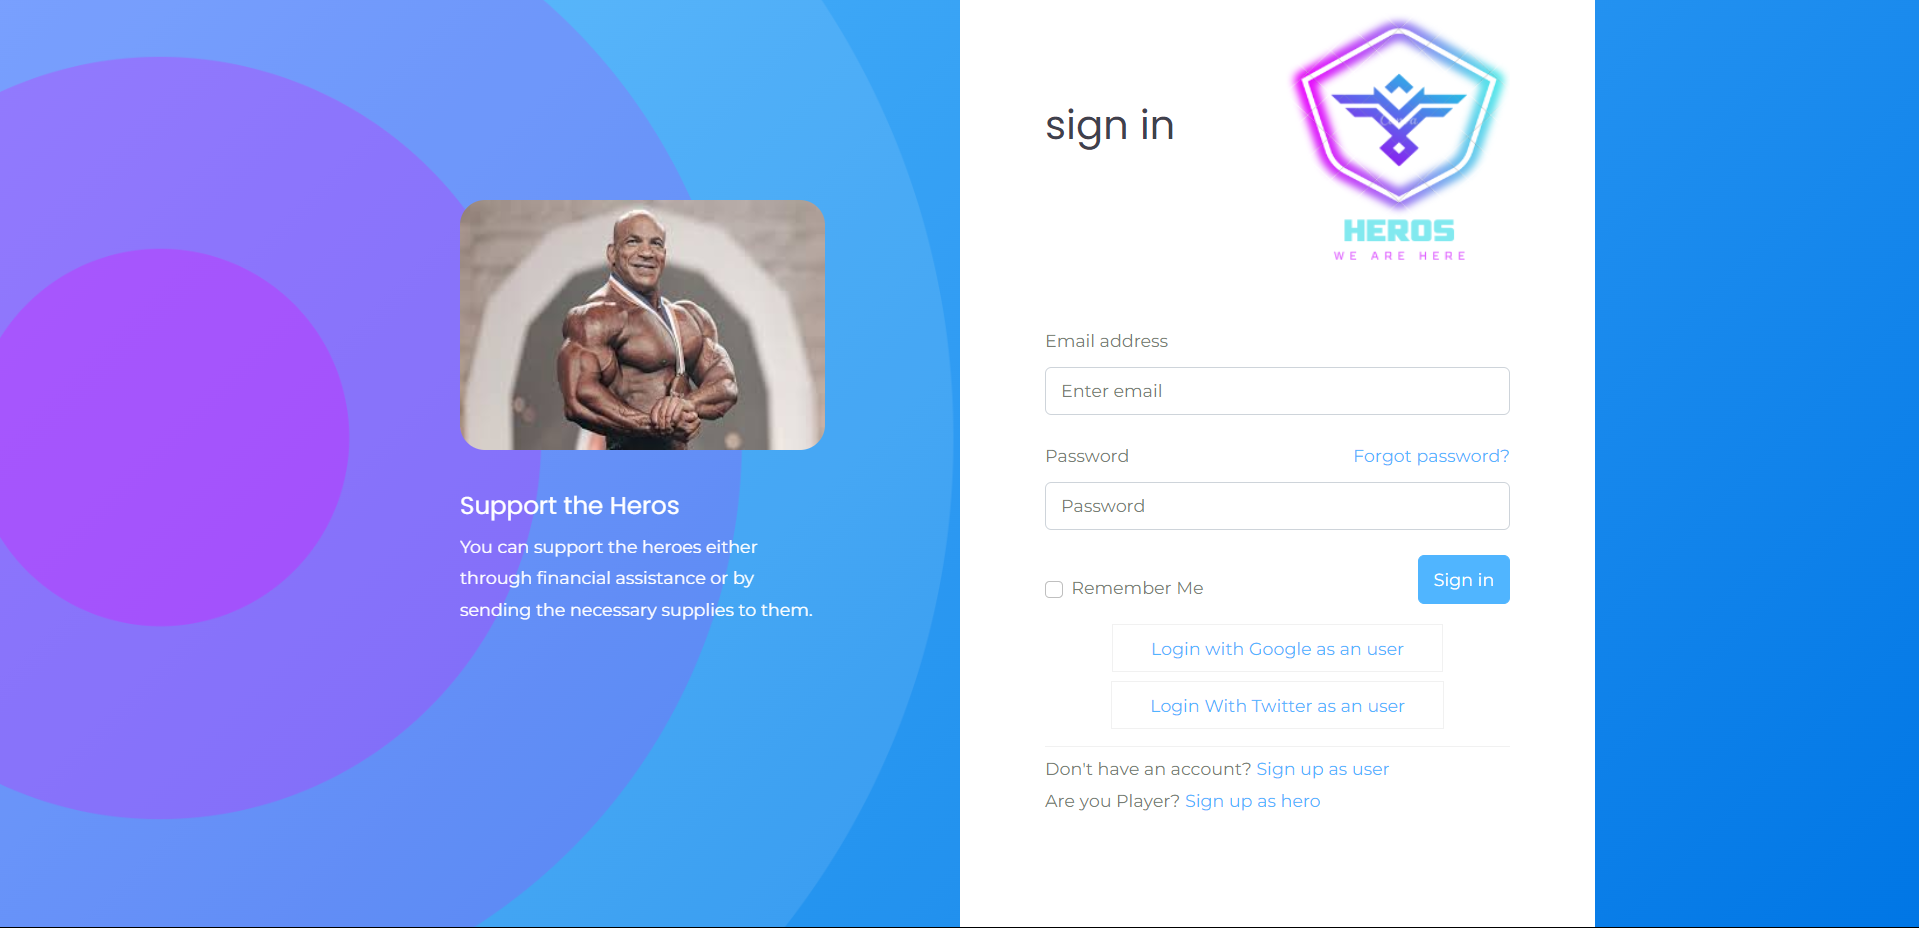 Support the Heros
You can support the heroes either
through financial assistance or by
sending the necessary supplies to them.
sign in
HEROS
WE ARE HERE
Email address
Enter email
Password
Forgot password?
Password
Remember Me
Sign in
Login with Google as an user
Login With Twitter as an user
Don't have an account? Sign up as user
Are you Player? Sign up as hero